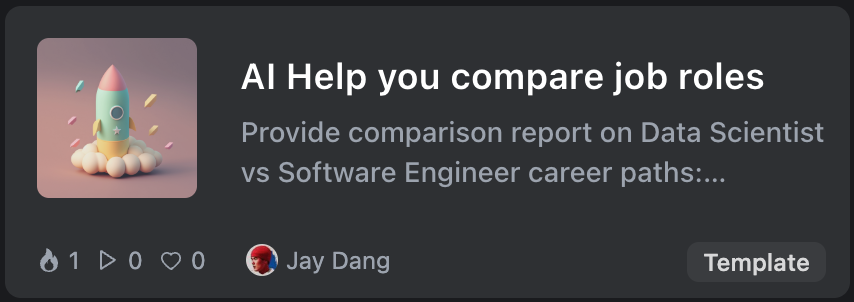 AI Help you compare job roles
Provide comparison report on Data Scientist
vs Software Engineer career paths:...
1 0 0 Jay Dang Template